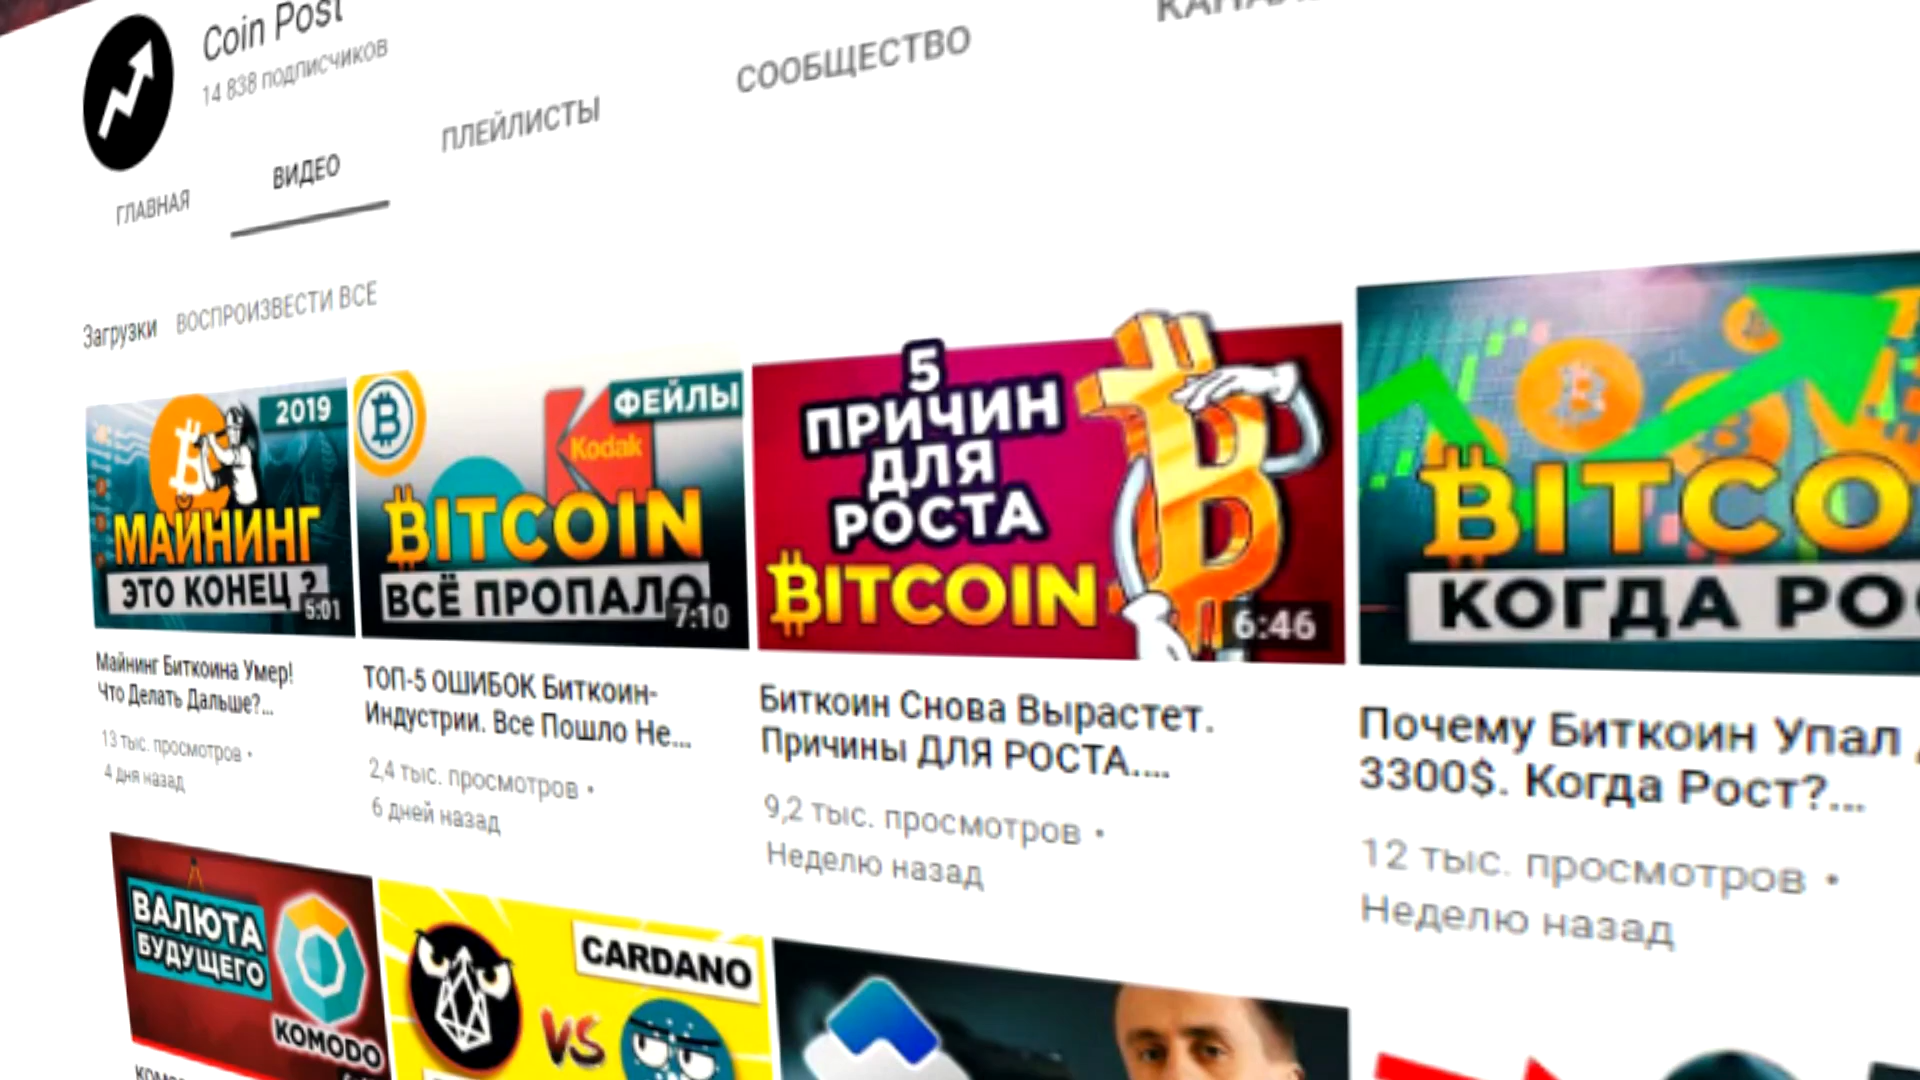 Coin Post
14 838 подписчиков
ГЛАВНАЯ
ВИДЕО
ПЛЕЙЛИСТЫ
СООБЩЕСТВО
Загрузки
ВОСПРОИЗВЕСТИ ВСЕ
2019
МАЙНИНГ
ЭТО КОНЕЦ ?
5:01
Майнинг Биткоина Умер!
Что Делать Дальше?...
13 тыс. просмотров •
4 дня назад
ФЕЙЛЫ
Kodak
BITCOIN
ВСЁ ПРОПАЛО
7:10
ТОП-5 ОШИБОК Биткоин-
Индустрии. Все Пошло Не...
2,4 тыс. просмотров •
6 дней назад
5
ПРИЧИН
ДЛЯ
РОСТА
BITCOIN
6:46
Биткоин Снова Вырастет.
Причины ДЛЯ РОСТА....
9,2 тыс. просмотров •
Неделю назад
BITCO
КОГДА РО
Почему Биткоин Упал
3300$. Когда Рост?...
12 тыс. просмотров •
Неделю назад
ВАЛЮТА
БУДУЩЕГО
KOMODO
CARDANO
VS